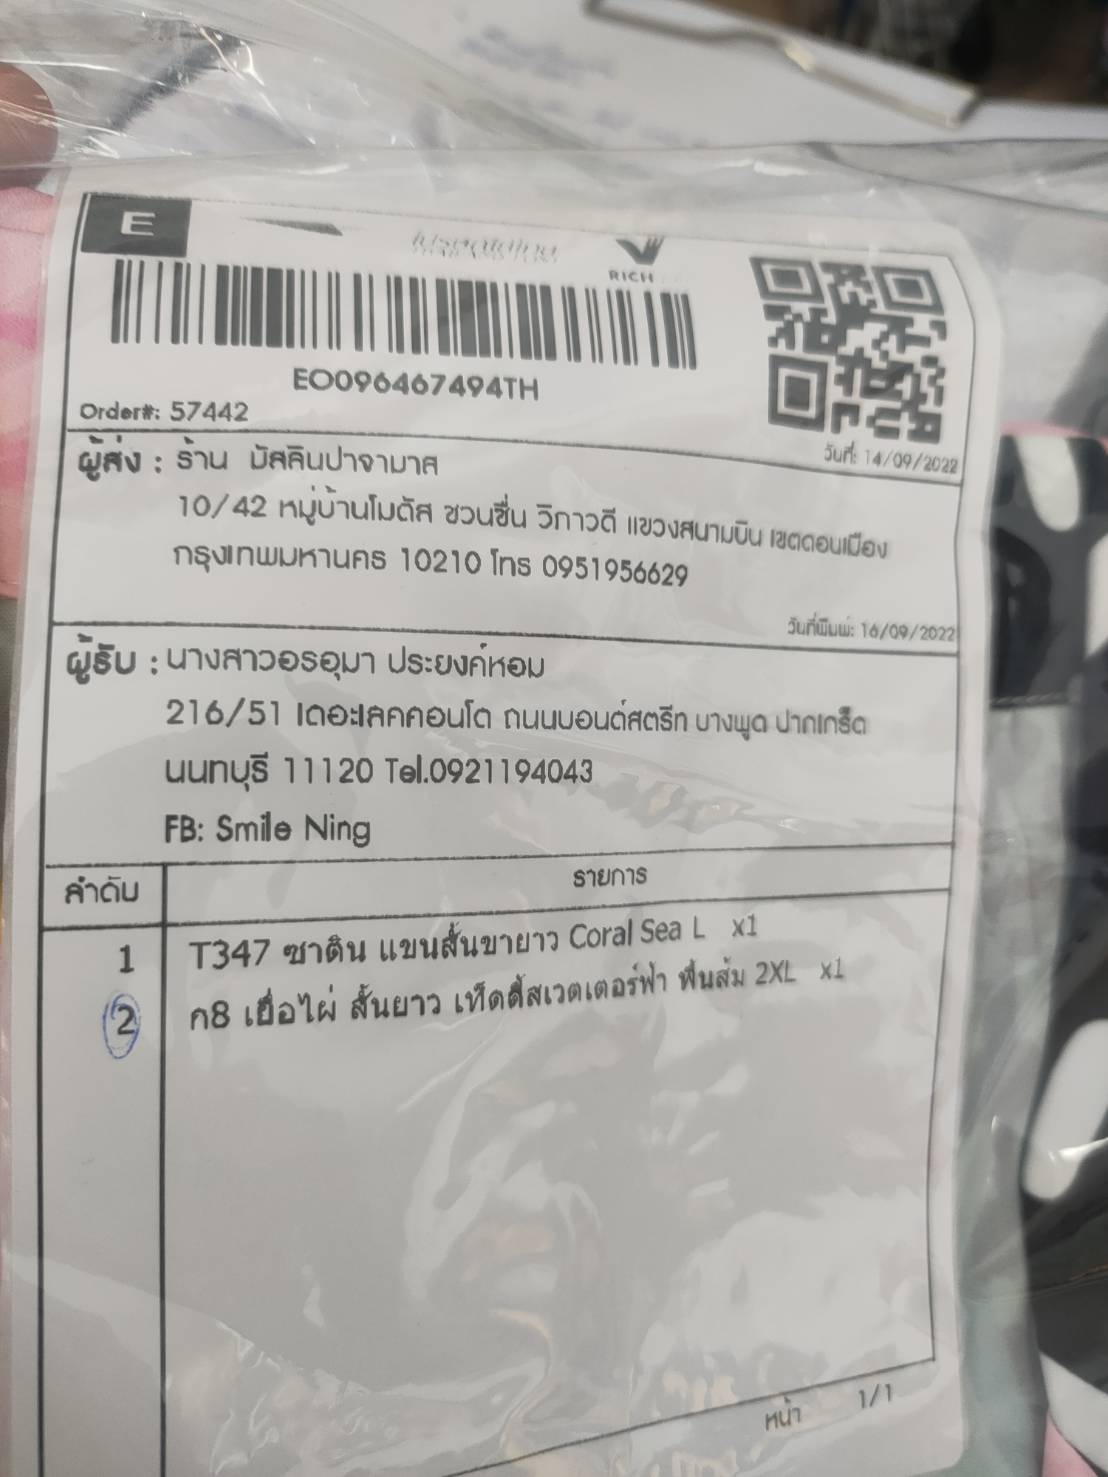 E
RICH
EO096467494TH
Order#: 57442
วันที่: 14/09/2022
ผู้ส่ง : ร้าน มัสลินปาจามาส
10/42 หมู่บ้านโมดัส ชวนชื่น วิภาวดี แขวงสนามบิน เขตดอนเมือง
กรุงเทพมหานคร 10210 โทร 0951956629
วันที่พิมพ์: 16/09/2022
ผู้รับ : นางสาวอรอุมา ประยงค์หอม
216/51 เดอะเลคคอนโด ถนนบอนด์สตรีท บางพูด ปากเกร็ด
นนทบุรี 11120 Tel.0921194043
FB: Smile Ning
ลำดับ รายการ
1 T347 ซาติน แขนสั้นขายาว Coral Sea L x1
2 ก8 เยื่อไผ่ สั้นยาว เท็ดดี้สเวตเตอร์ฟ้า พื้นส้ม 2XL x1
หน้า 1/1